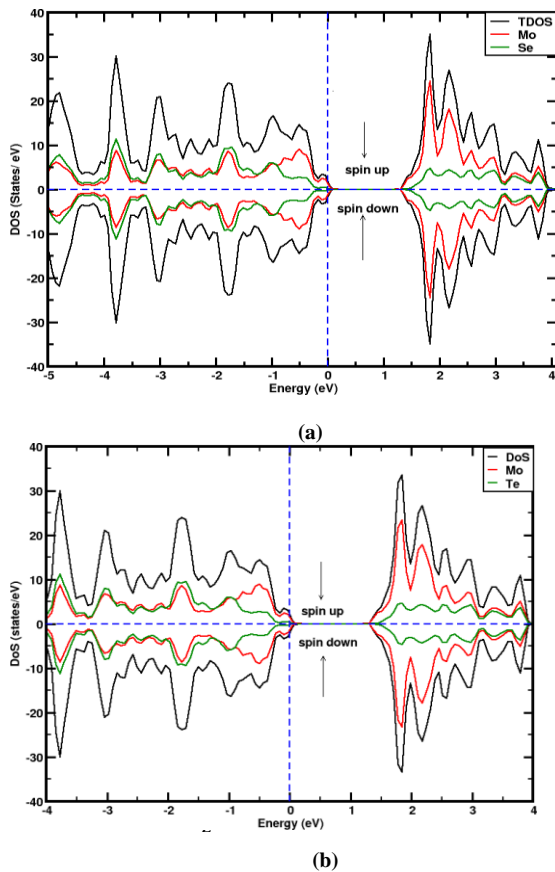 40
30
20
10
0
-10
-20
-30
-40
DOS (States/ eV)
TDOS
Mo
Se
spin up
spin down
-5 -4 -3 -2 -1 0 1 2 3 4
Energy (eV)
(a)
40
30
20
10
0
-10
-20
-30
-40
DoS (states/eV)
DoS
Mo
Te
spin up
spin down
-4 -3 -2 -1 0 1 2 3 4
Energy (eV)
(b)